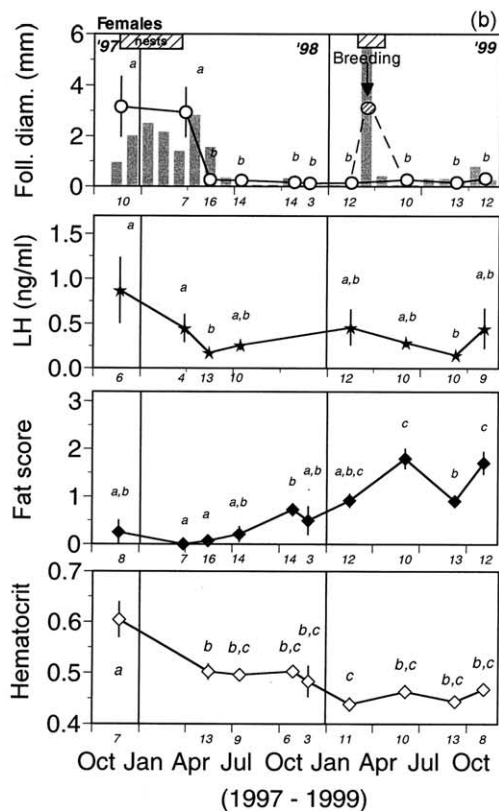 Females (b)
'97 nests '98 '99
Breeding
Foll. diam. (mm)
6
4
2
0
a a b b b b b b b b
10 7 16 14 14 3 12 10 13 12
LH (ng/ml)
1.5
1.0
0.5
0.0
a a b a,b a,b a,b b a,b
6 4 13 10 12 10 10 9
Fat score
3
2
1
0
a,b a a a,b b a,b a,b,c c b c
8 7 16 14 14 3 12 10 13 12
Hematocrit
0.7
0.6
0.5
0.4
a b b,c b,c b,c c b,c b,c b,c
7 13 9 6 3 11 10 13 8
Oct Jan Apr Jul Oct Jan Apr Jul Oct
(1997 - 1999)